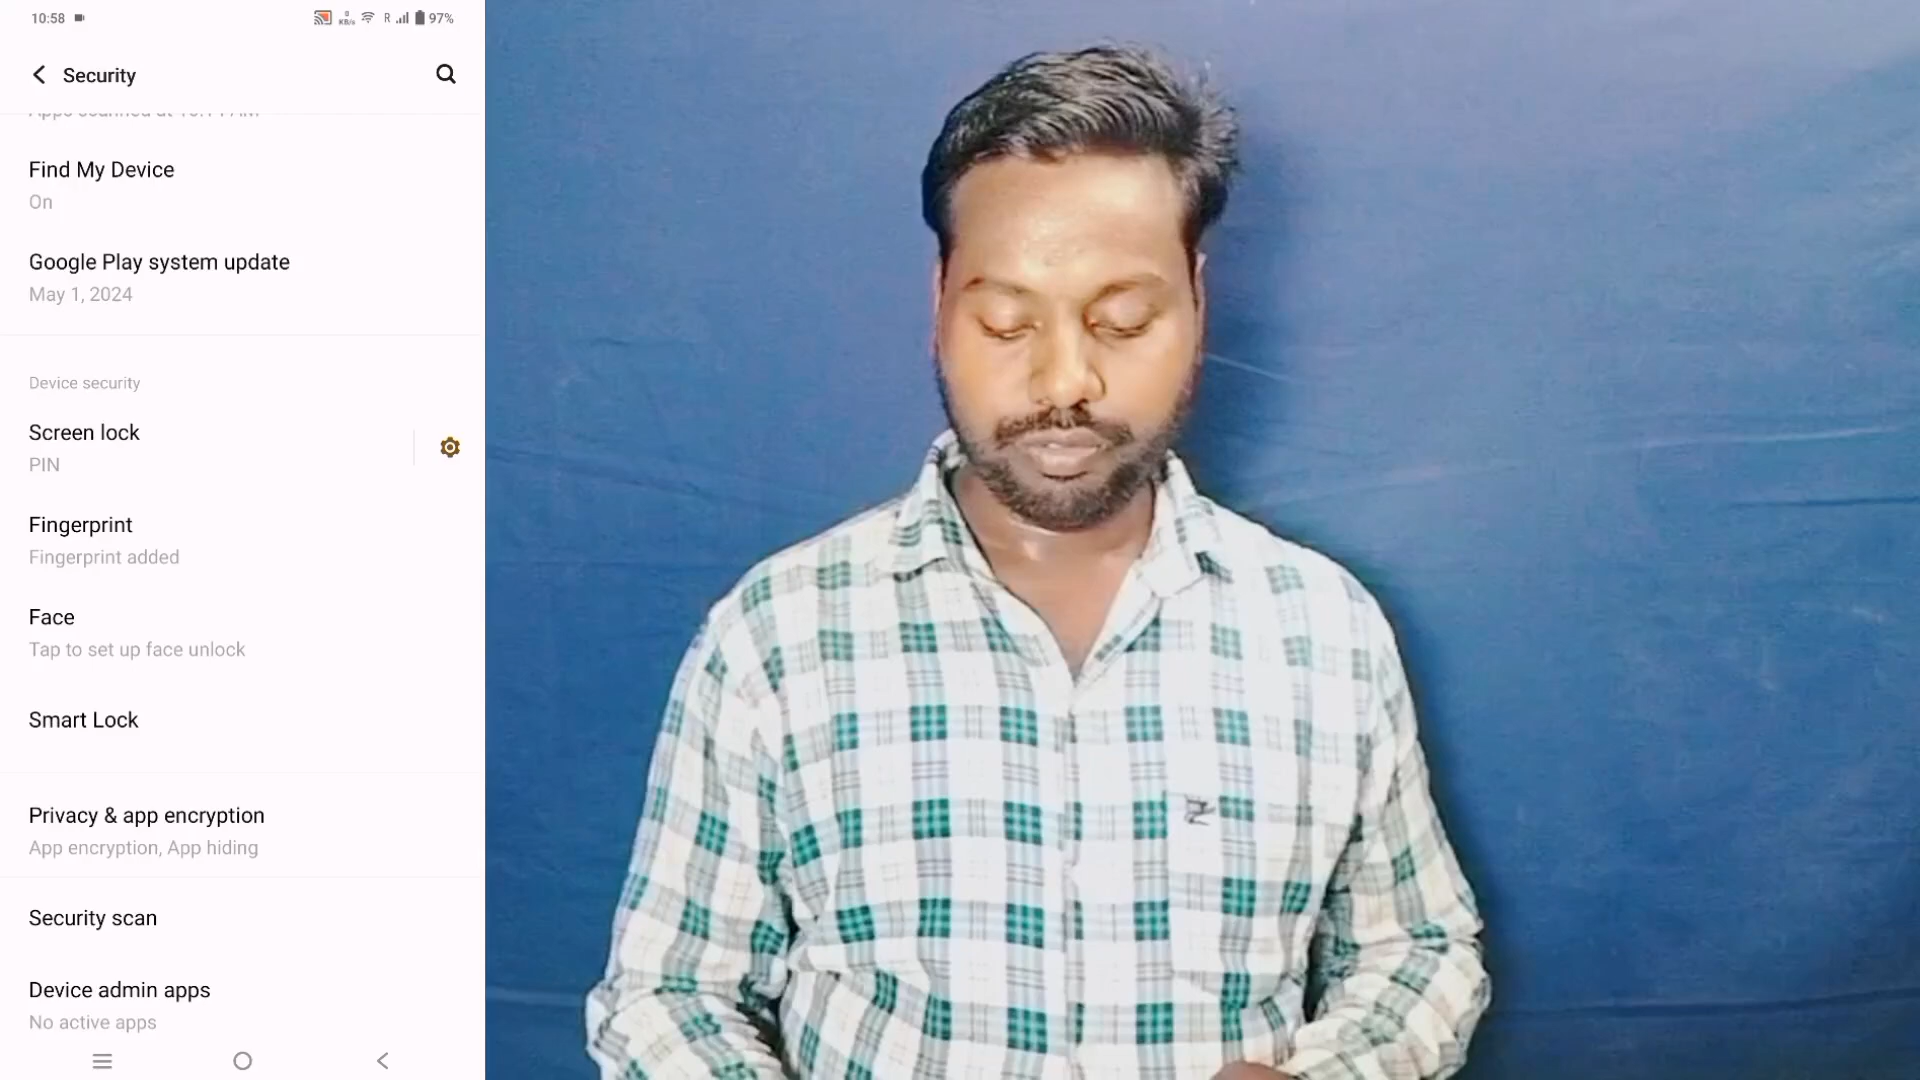 10:58
0
KB/s
R
97%
Security
Find My Device
On
Google Play system update
May 1, 2024
Device security
Screen lock
PIN
Fingerprint
Fingerprint added
Face
Tap to set up face unlock
Smart Lock
Privacy & app encryption
App encryption, App hiding
Security scan
Device admin apps
No active apps